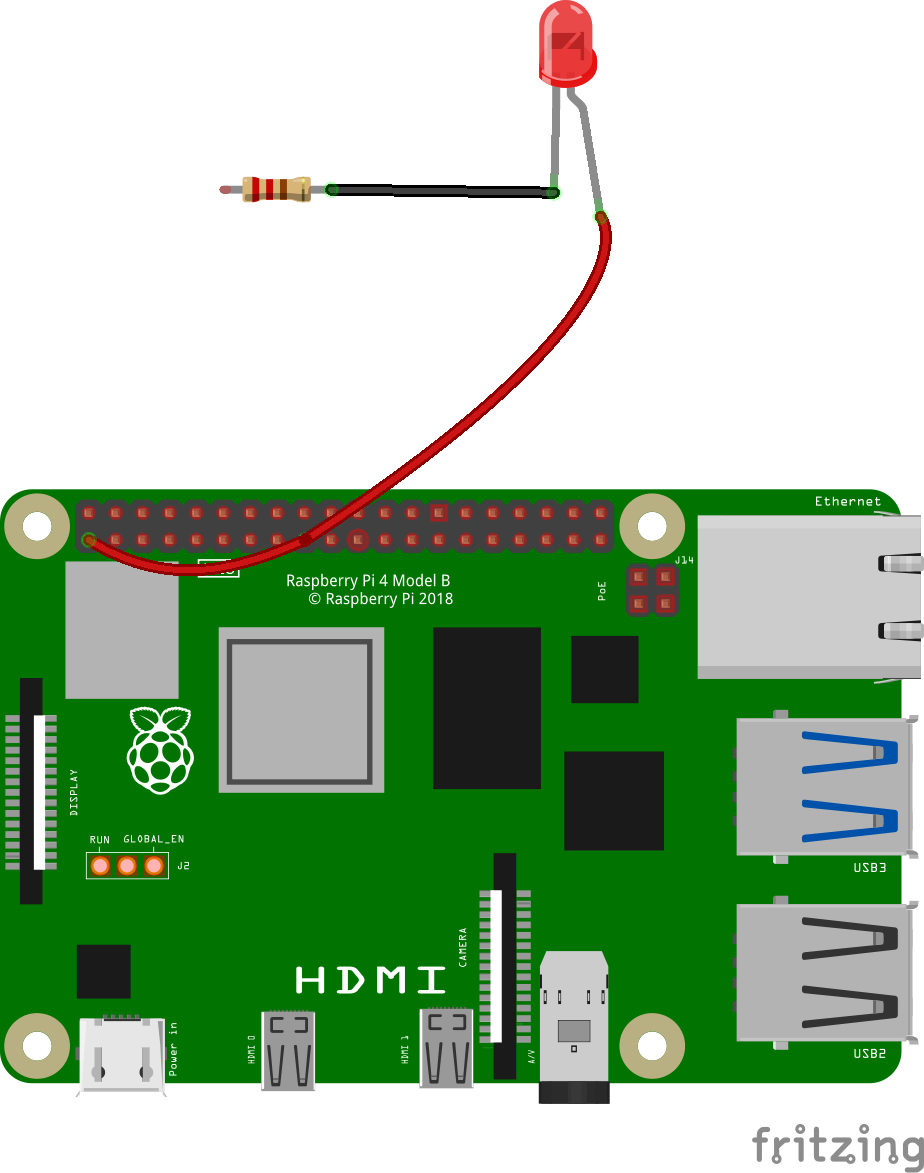 Ethernet
J14
PoE
Raspberry Pi 4 Model B
© Raspberry Pi 2018
DISPLAY
RUN
GLOBAL_EN
J2
USB3
CAMERA
HDMI
Power in
HDMI 0
HDMI 1
A/V
USB2
fritzing